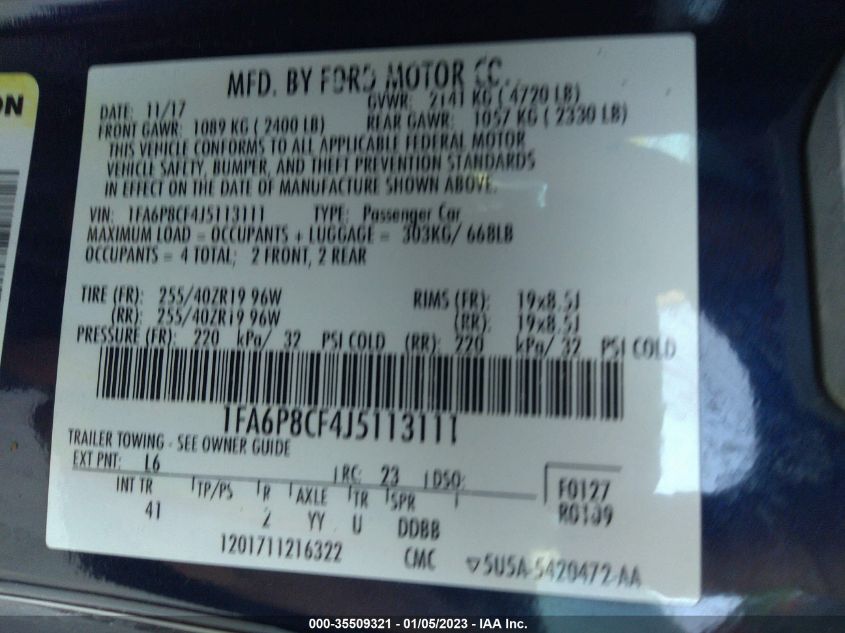 ON
MFD. BY FORD MOTOR CO.
DATE: 11/17 GVWR: 2141 KG ( 4720 LB)
FRONT GAWR: 1089 KG ( 2400 LB) REAR GAWR: 1057 KG ( 2330 LB)
THIS VEHICLE CONFORMS TO ALL APPLICABLE FEDERAL MOTOR
VEHICLE SAFETY, BUMPER, AND THEFT PREVENTION STANDARDS
IN EFFECT ON THE DATE OF MANUFACTURE SHOWN ABOVE.
VIN: 1FA6P8CF4J5113111 TYPE: Passenger Car
MAXIMUM LOAD = OCCUPANTS + LUGGAGE = 303KG/ 668LB
OCCUPANTS = 4 TOTAL; 2 FRONT, 2 REAR
TIRE (FR): 255/40ZR19 96W RIMS (FR): 19x8.5J
(RR): 255/40ZR19 96W (RR): 19x8.5J
PRESSURE (FR): 220 kPa/ 32 PSI COLD (RR): 220 kPa/ 32 PSI COLD
1FA6P8CF4J5113111
TRAILER TOWING - SEE OWNER GUIDE
EXT PNT: L6 RC: 23 DSO: F0127
INT TR TP/PS R AXLE TR SPR R0109
41 2 YY U DDBB
1201711216322 CMC ▽5U5A-5420472-AA
000-35509321 - 01/05/2023 - IAA Inc.